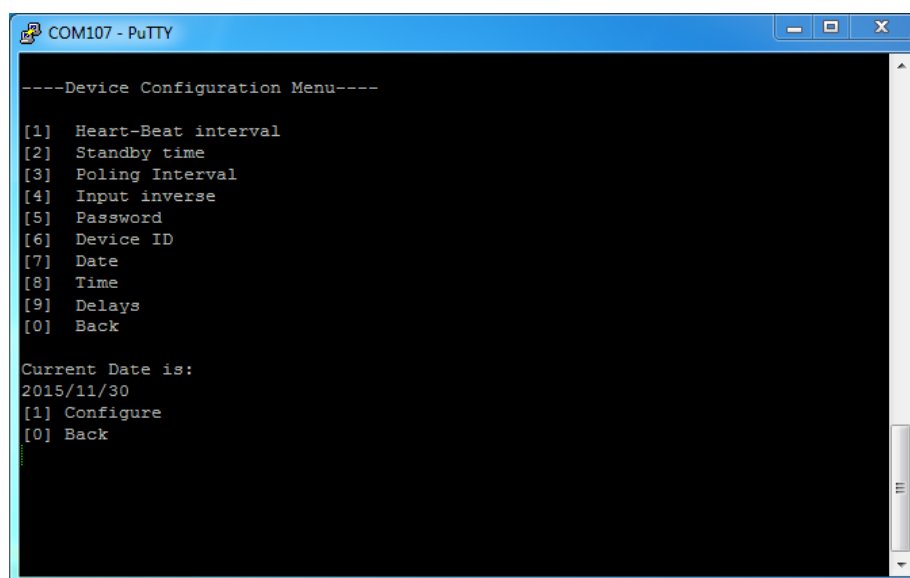 COM107 - PuTTY
----Device Configuration Menu----
[1]  Heart-Beat interval
[2]  Standby time
[3]  Poling Interval
[4]  Input inverse
[5]  Password
[6]  Device ID
[7]  Date
[8]  Time
[9]  Delays
[0]  Back
Current Date is:
2015/11/30
[1] Configure
[0] Back